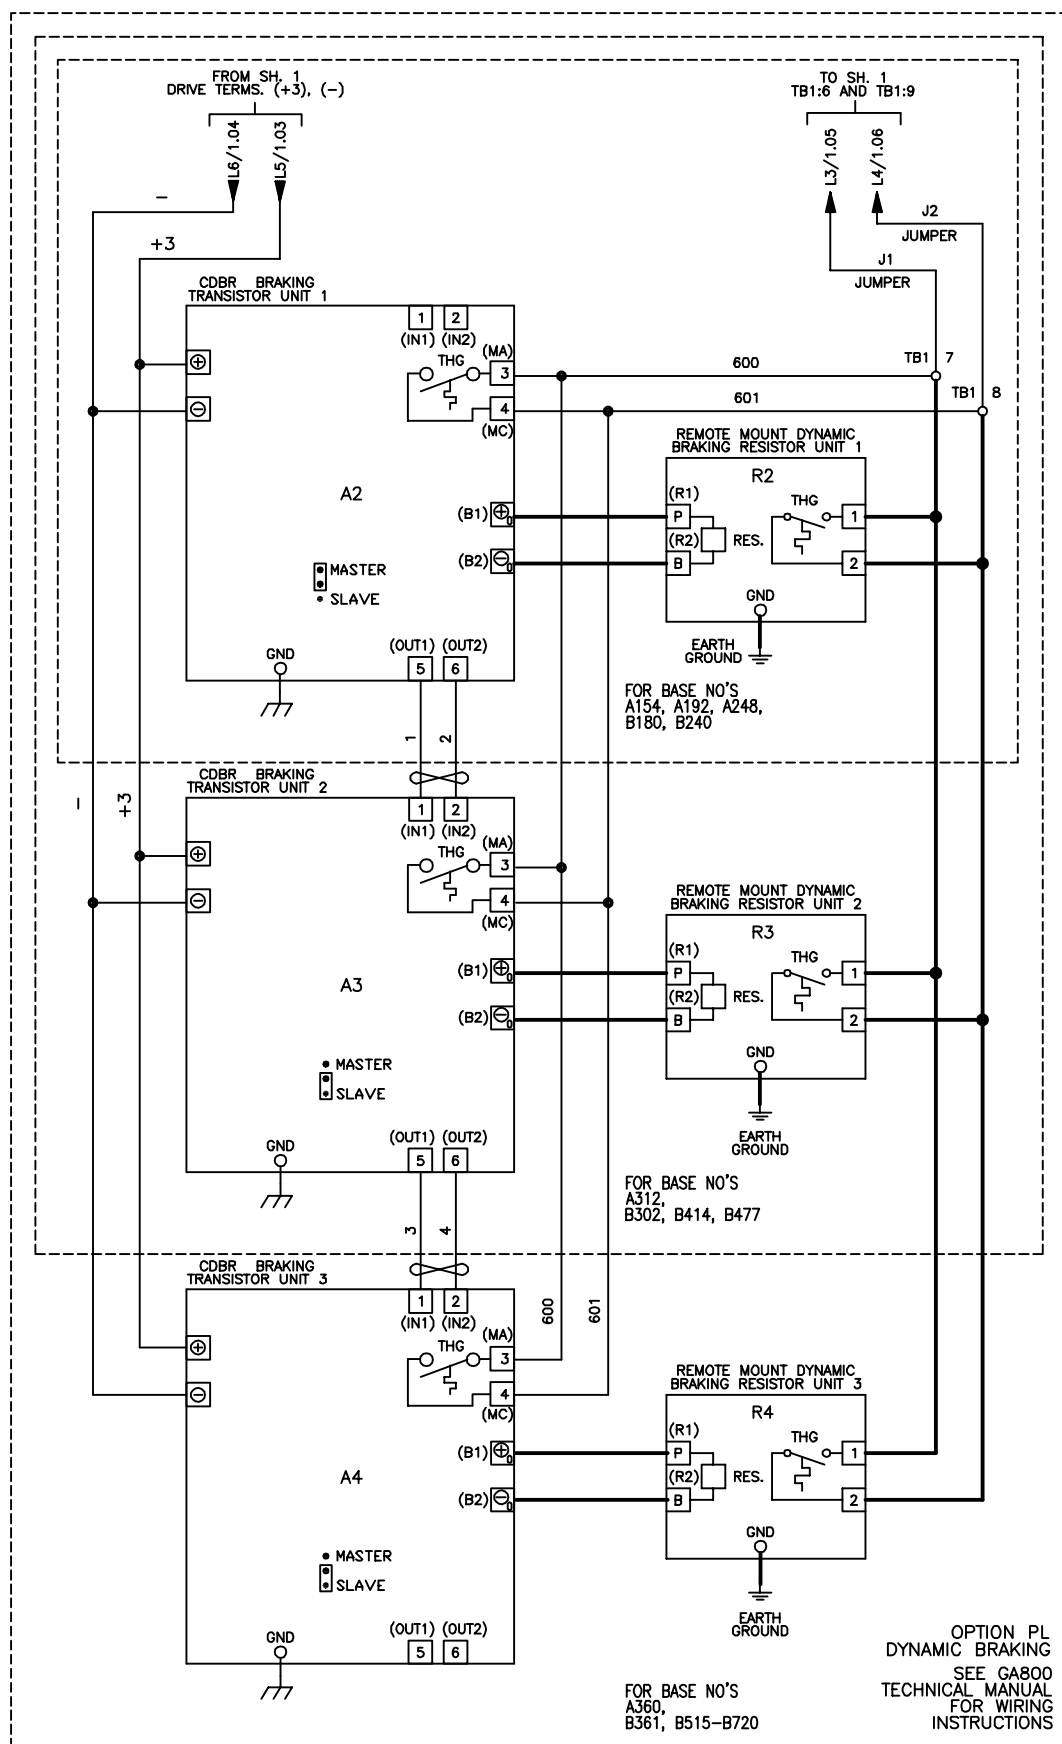 FROM SH. 1
DRIVE TERMS. (+3), (-)
L6/1.04
L5/1.03
TO SH. 1
TB1:6 AND TB1:9
L3/1.05
L4/1.06
-
+3
J2
JUMPER
J1
JUMPER
CDBR BRAKING
TRANSISTOR UNIT 1
1 2
(IN1) (IN2)
THG
(MA)
3
4
(MC)
600
601
TB1 7
TB1 8
A2
(B1)
(B2)
MASTER
SLAVE
GND
(OUT1) (OUT2)
5 6
REMOTE MOUNT DYNAMIC
BRAKING RESISTOR UNIT 1
R2
(R1)
P
(R2)
B
RES.
THG
1
2
GND
EARTH
GROUND
FOR BASE NO'S
A154, A192, A248,
B180, B240
1
2
-
+3
CDBR BRAKING
TRANSISTOR UNIT 2
1 2
(IN1) (IN2)
THG
(MA)
3
4
(MC)
A3
(B1)
(B2)
MASTER
SLAVE
GND
(OUT1) (OUT2)
5 6
REMOTE MOUNT DYNAMIC
BRAKING RESISTOR UNIT 2
R3
(R1)
P
(R2)
B
RES.
THG
1
2
GND
EARTH
GROUND
FOR BASE NO'S
A312,
B302, B414, B477
3
4
CDBR BRAKING
TRANSISTOR UNIT 3
1 2
(IN1) (IN2)
THG
(MA)
3
4
(MC)
600
601
A4
(B1)
(B2)
MASTER
SLAVE
GND
(OUT1) (OUT2)
5 6
REMOTE MOUNT DYNAMIC
BRAKING RESISTOR UNIT 3
R4
(R1)
P
(R2)
B
RES.
THG
1
2
GND
EARTH
GROUND
FOR BASE NO'S
A360,
B361, B515-B720
OPTION PL
DYNAMIC BRAKING
SEE GA800
TECHNICAL MANUAL
FOR WIRING
INSTRUCTIONS